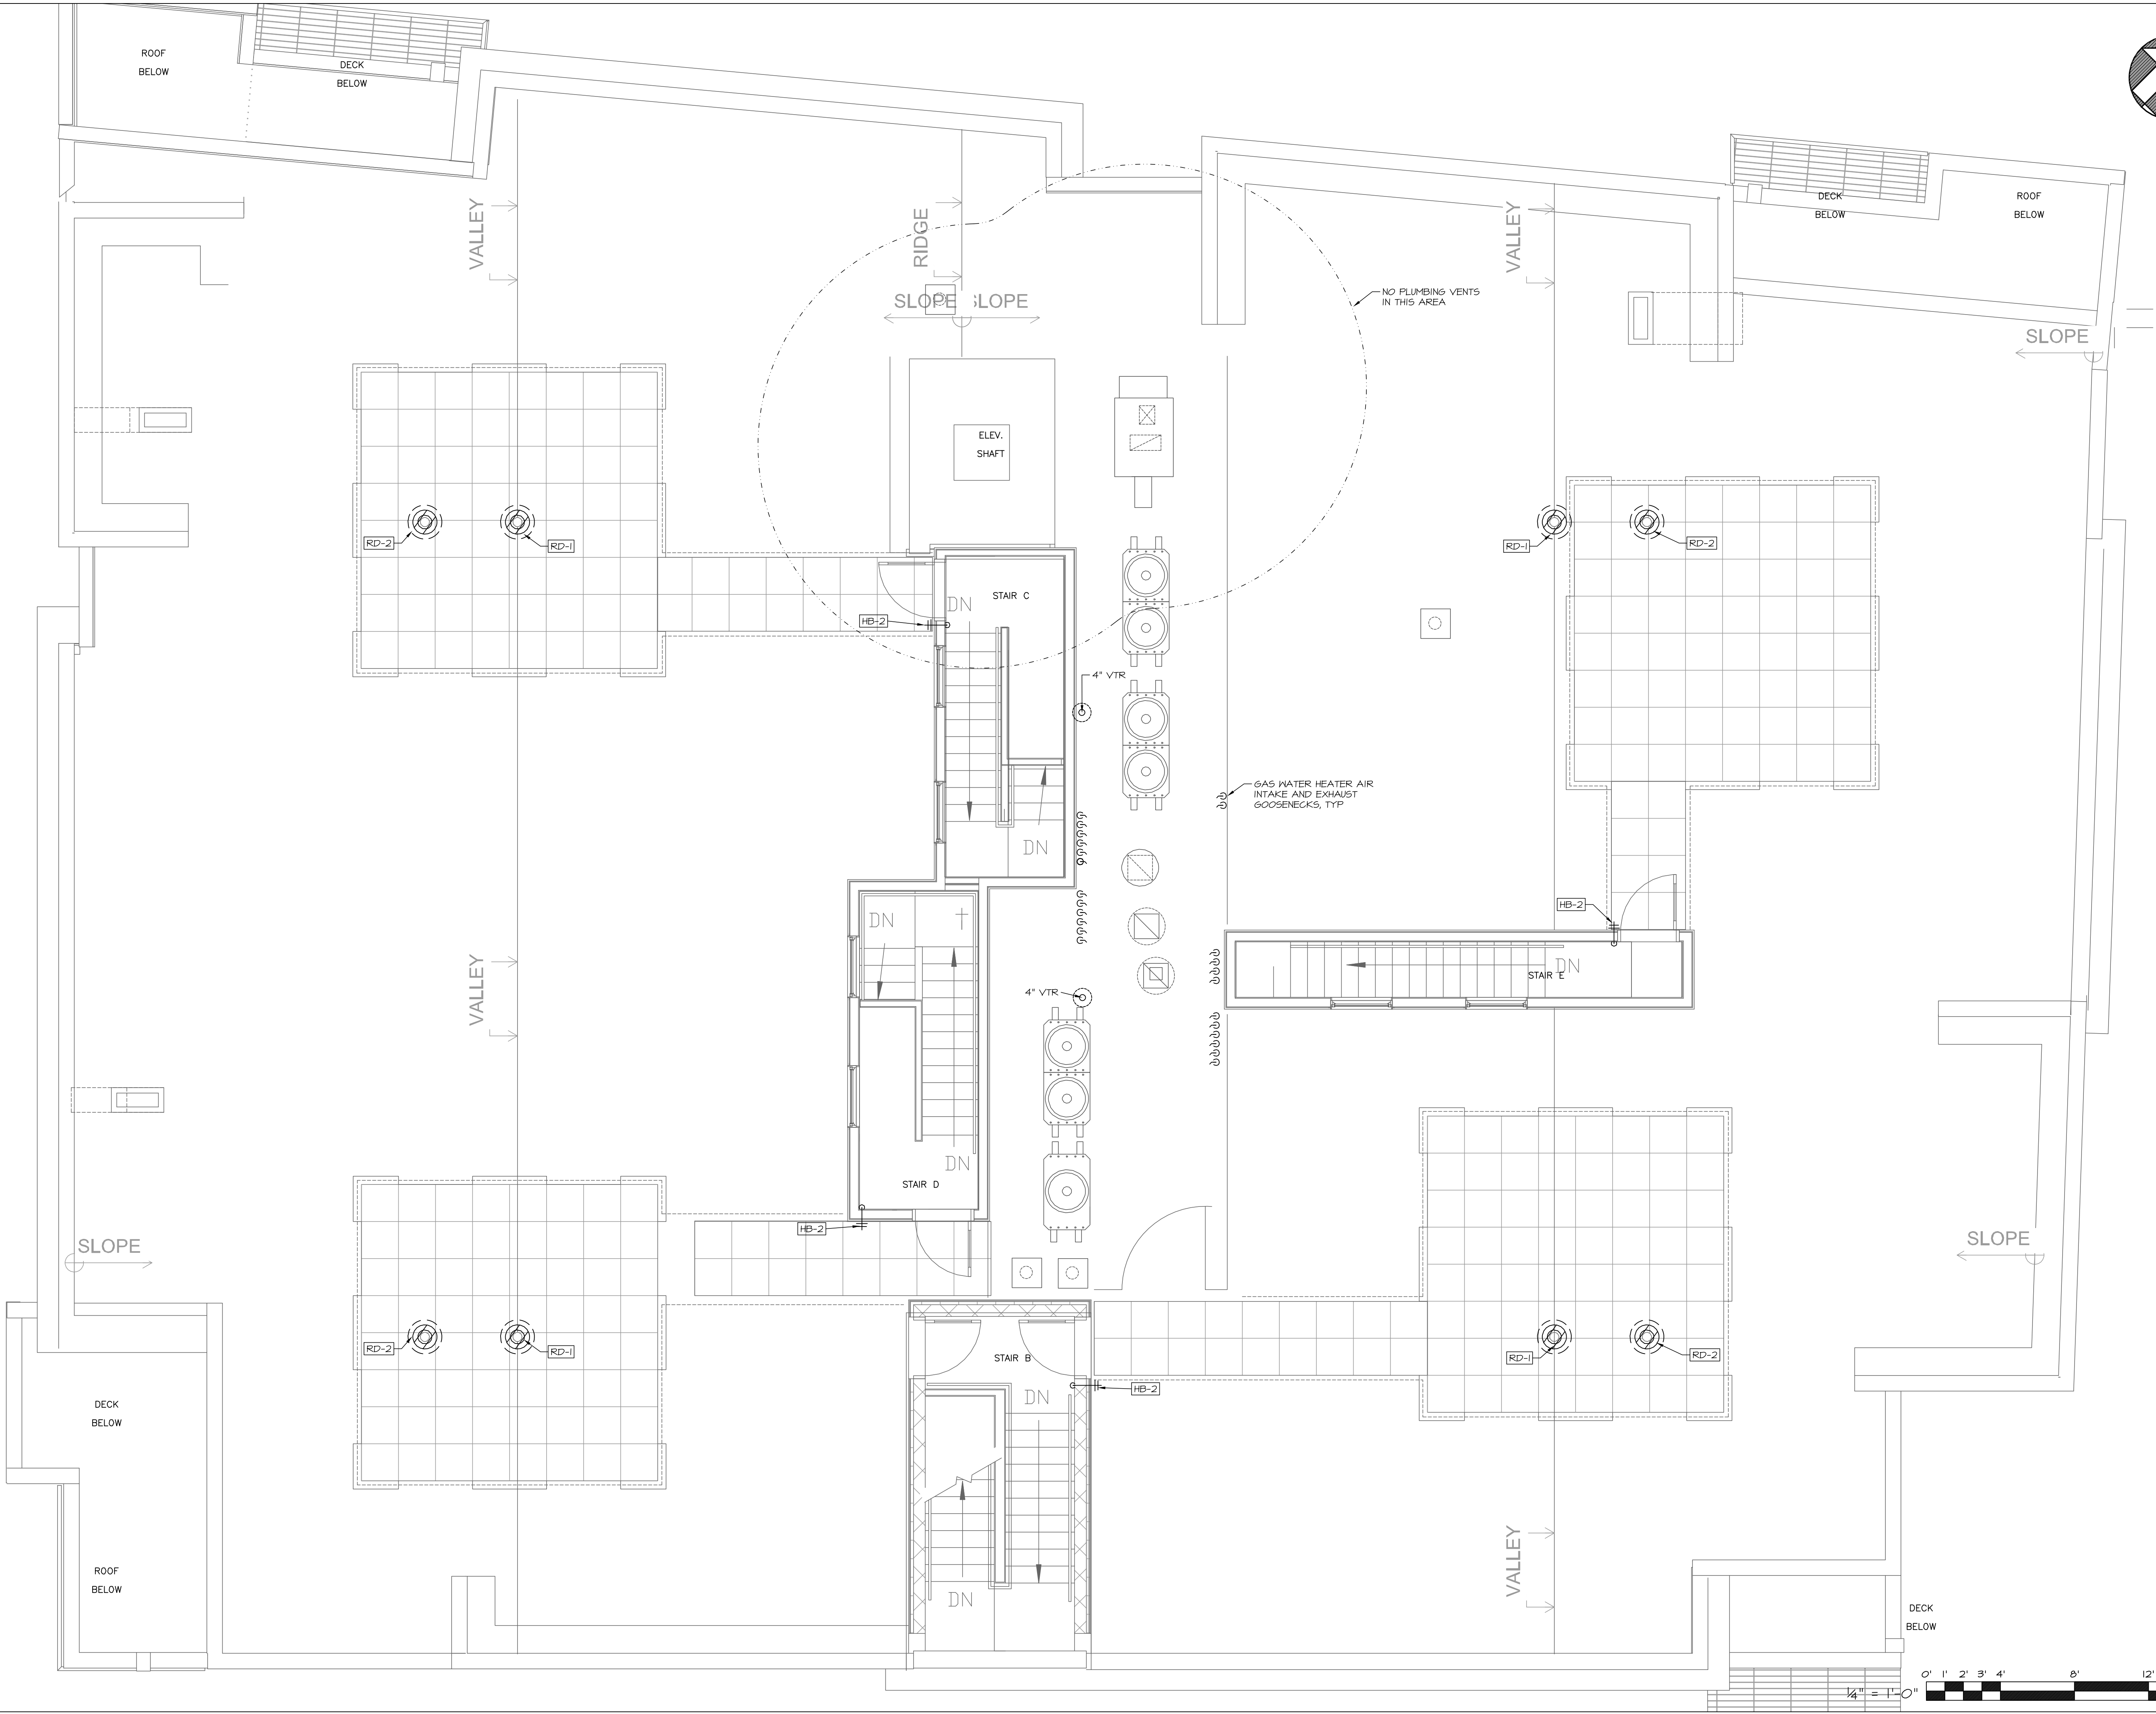 ROOF
BELOW
DECK
BELOW
DECK
BELOW
ROOF
BELOW
VALLEY
RIDGE
VALLEY
SLOPE
SLOPE
NO PLUMBING VENTS
IN THIS AREA
SLOPE
ELEV.
SHAFT
RD-2
RD-1
RD-1
RD-2
STAIR C
DN
HB-2
4" VTR
GAS WATER HEATER AIR
INTAKE AND EXHAUST
GOOSENECKS, TYP
DN
DN
HB-2
VALLEY
STAIR E
DN
4" VTR
DN
STAIR D
HB-2
SLOPE
SLOPE
RD-2
RD-1
STAIR B
RD-1
RD-2
DN
HB-2
DECK
BELOW
VALLEY
ROOF
BELOW
DN
DECK
BELOW
0' 1' 2' 3' 4' 8' 12'
1/4" = 1'-0"